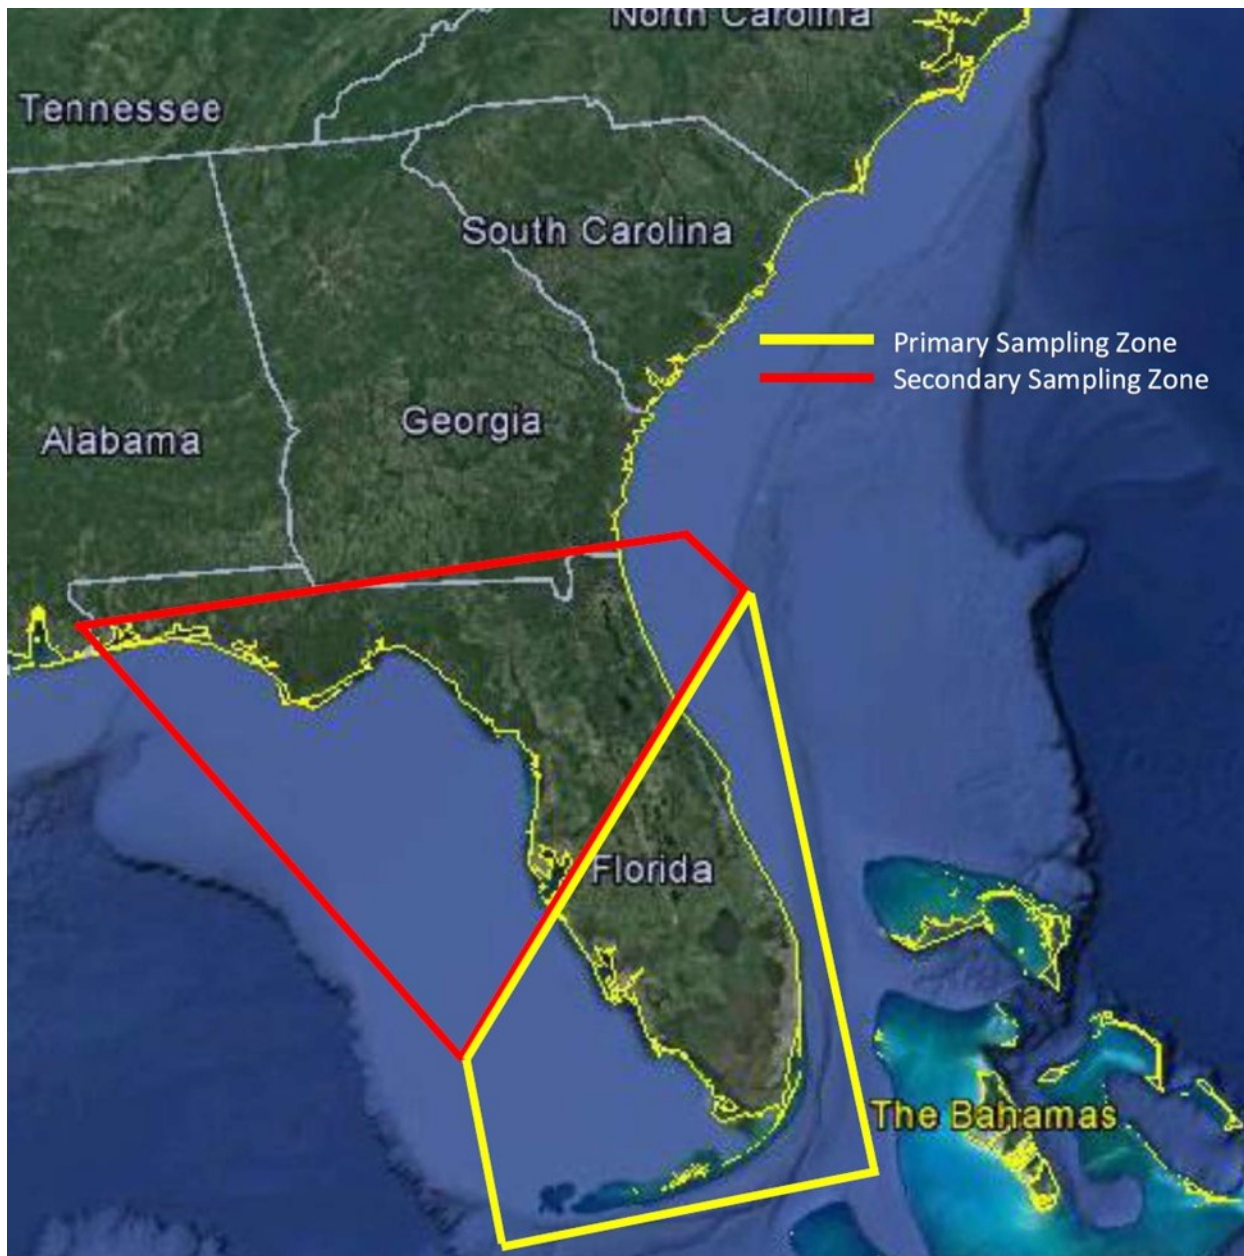 North Carolina
Tennessee
South Carolina
Primary Sampling Zone
Secondary Sampling Zone
Georgia
Alabama
Florida
The Bahamas